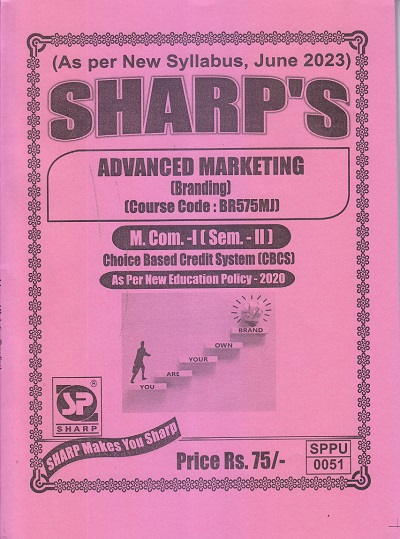 (As per New Syllabus, June 2023)
SHARP'S
ADVANCED MARKETING
(Branding)
(Course Code : BR575MJ)
M. Com. -I ( Sem. - II )
Choice Based Credit System (CBCS)
As Per New Education Policy - 2020
BRAND
OWN
YOUR
ARE
YOU
SP
®
SHARP
SHARP Makes You Sharp
Price Rs. 75/-
SPPU
0051